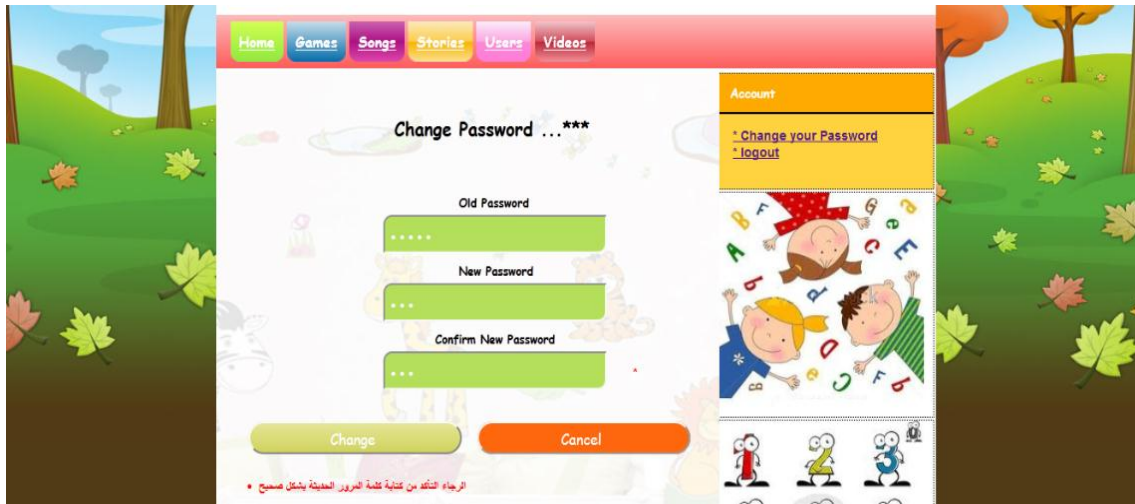 Home Games Songs Stories Users Videos
Account
* Change your Password
* logout
Change Password ...***
Old Password
.....
New Password
...
Confirm New Password
...
*
Change Cancel
الرجاء التأكد من كتابة كلمة المرور الحديثة بشكل صحيح •